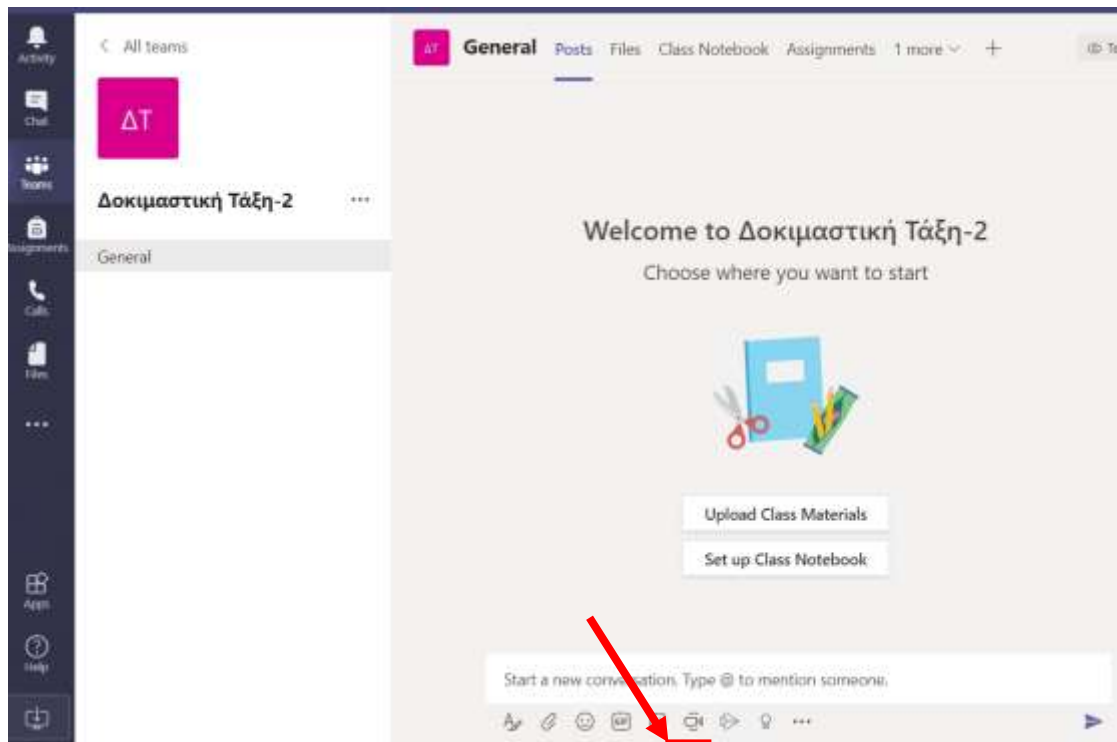 Activity
Chat
Teams
Assignments
Calls
Files
Apps
Help
All teams
ΔΤ
Δοκιμαστική Τάξη-2
General
ΔΤ General Posts Files Class Notebook Assignments 1 more
Welcome to Δοκιμαστική Τάξη-2
Choose where you want to start
Upload Class Materials
Set up Class Notebook
Start a new conversation. Type @ to mention someone.
GIF